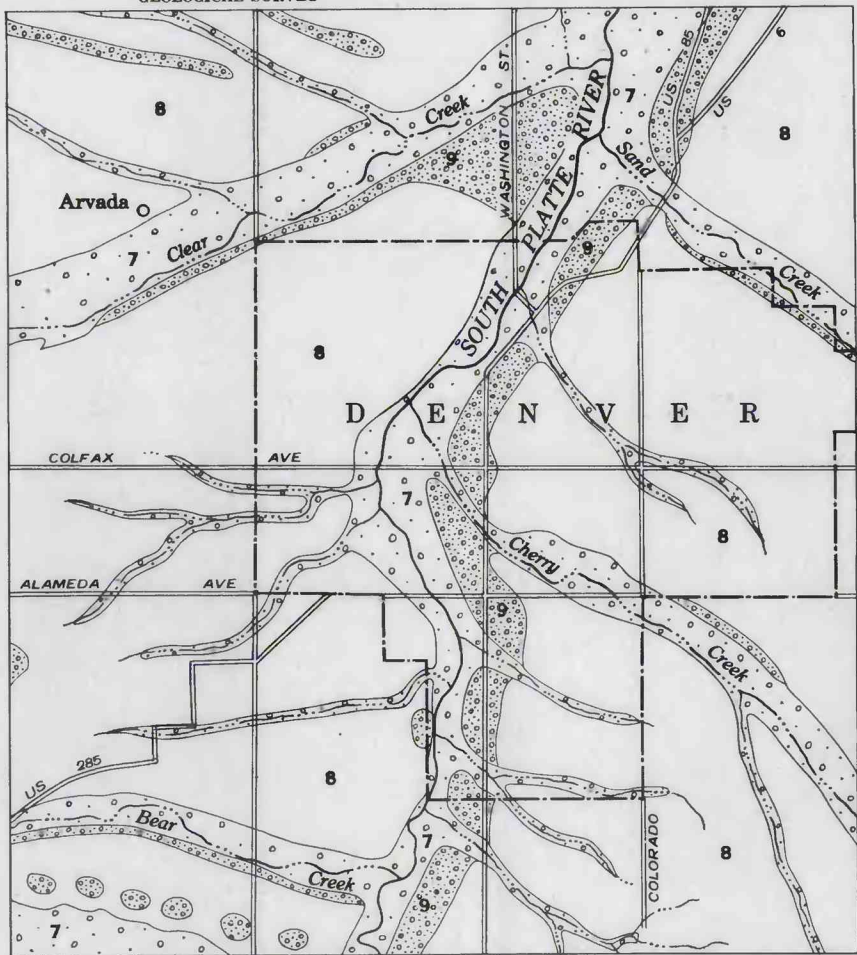 GEOLOGICAL SURVEY
8
Creek
WASHINGTON ST.
SOUTH PLATTE RIVER
7
US 85
US 6
8
9
Sand
Creek
Arvada
Clear
7
9
8
DENVER
COLFAX AVE
7
8
Cherry
Creek
ALAMEDA AVE
9
US 285
8
Bear
Creek
7
8
COLORADO
7
9